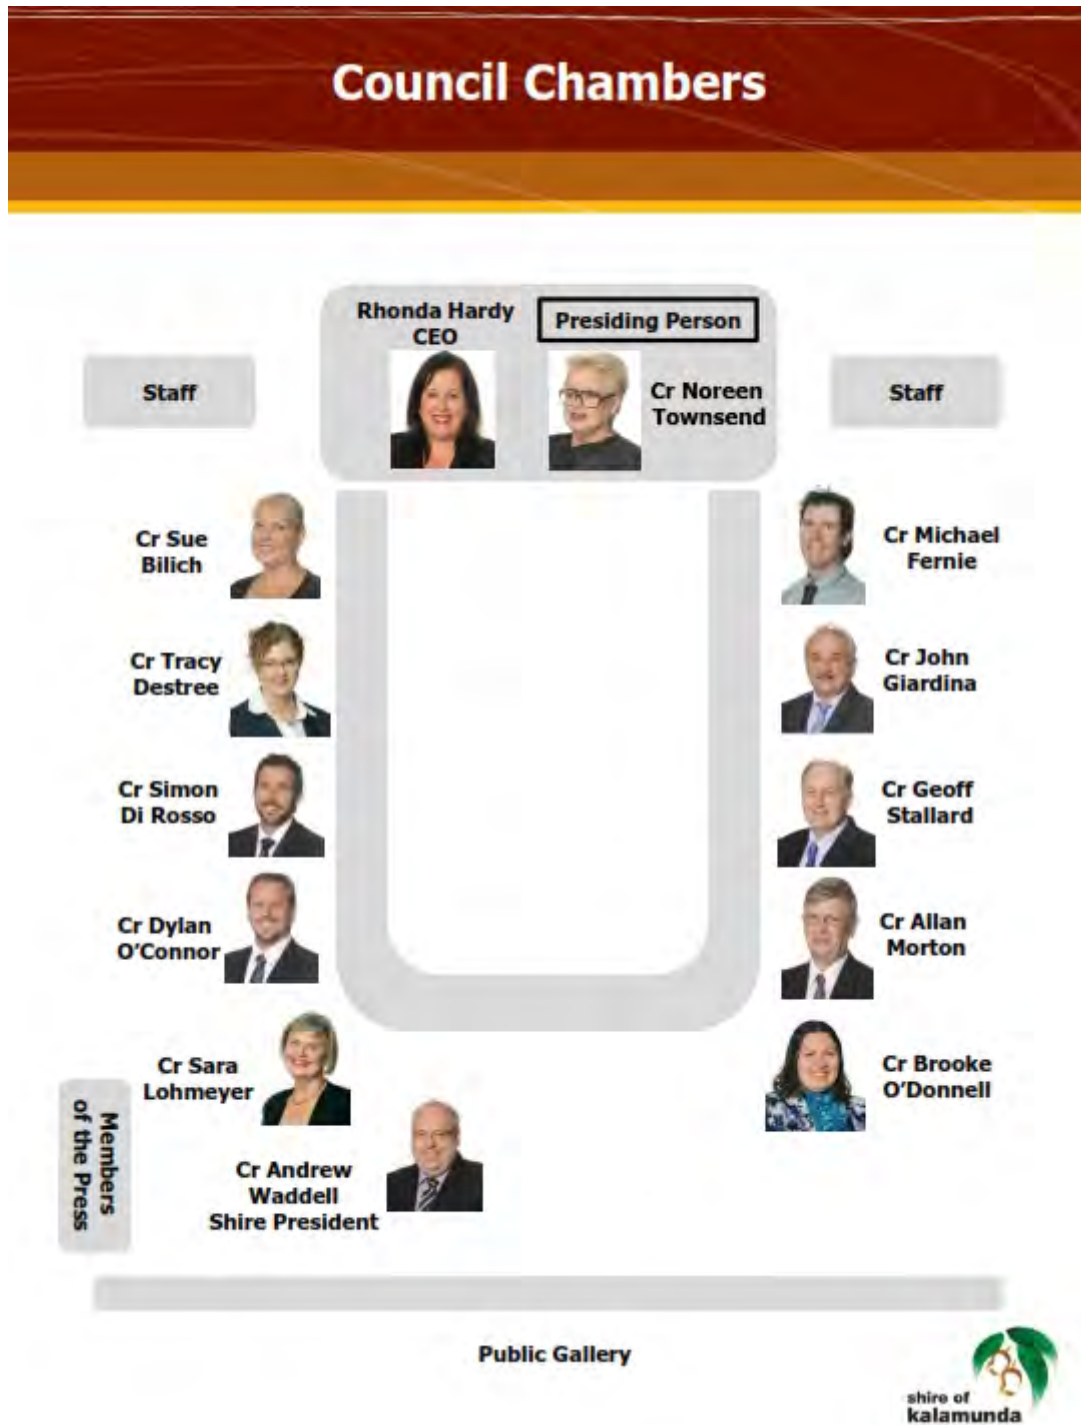 Council Chambers
Rhonda Hardy
CEO
Presiding Person
Cr Noreen
Townsend
Staff
Staff
Cr Sue
Bilich
Cr Michael
Fernie
Cr Tracy
Destree
Cr John
Giardina
Cr Simon
Di Rosso
Cr Geoff
Stallard
Cr Dylan
O'Connor
Cr Allan
Morton
Cr Sara
Lohmeyer
Cr Brooke
O'Donnell
Members
of the Press
Cr Andrew
Waddell
Shire President
Public Gallery
shire of
kalamunda